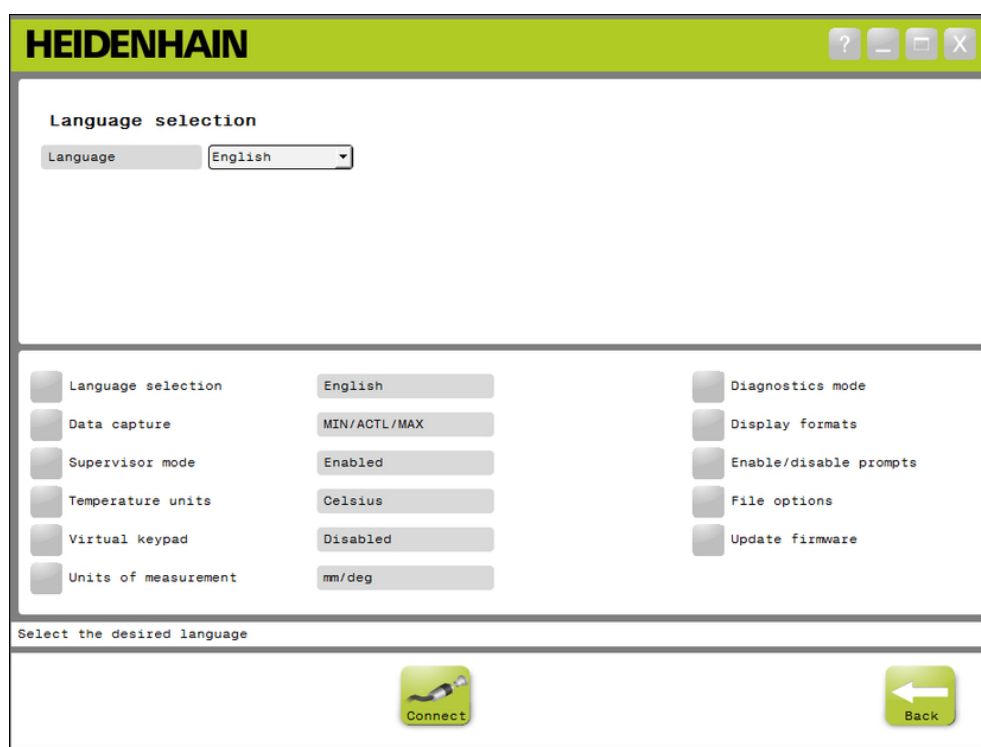 HEIDENHAIN
? _ X
Language selection
Language English
Language selection English Diagnostics mode
Data capture MIN/ACTL/MAX Display formats
Supervisor mode Enabled Enable/disable prompts
Temperature units Celsius File options
Virtual keypad Disabled Update firmware
Units of measurement mm/deg
Select the desired language
Connect Back